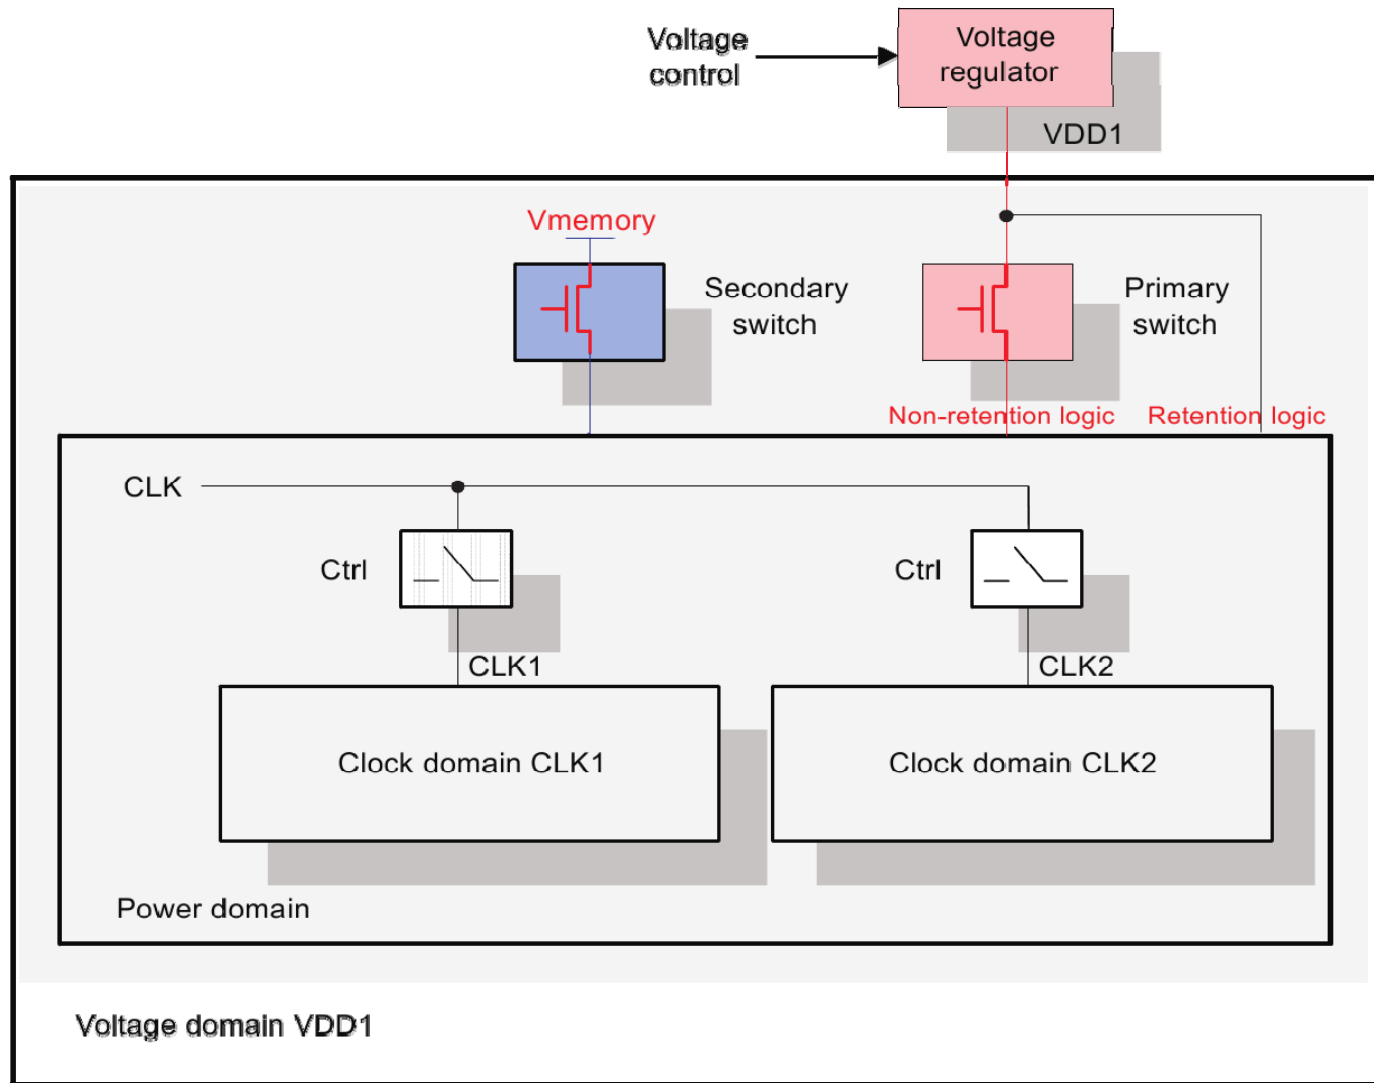 Voltage
control
Voltage
regulator
VDD1
Vmemory
Secondary
switch
Primary
switch
Non-retention logic
Retention logic
CLK
Ctrl
Ctrl
CLK1
CLK2
Clock domain CLK1
Clock domain CLK2
Power domain
Voltage domain VDD1